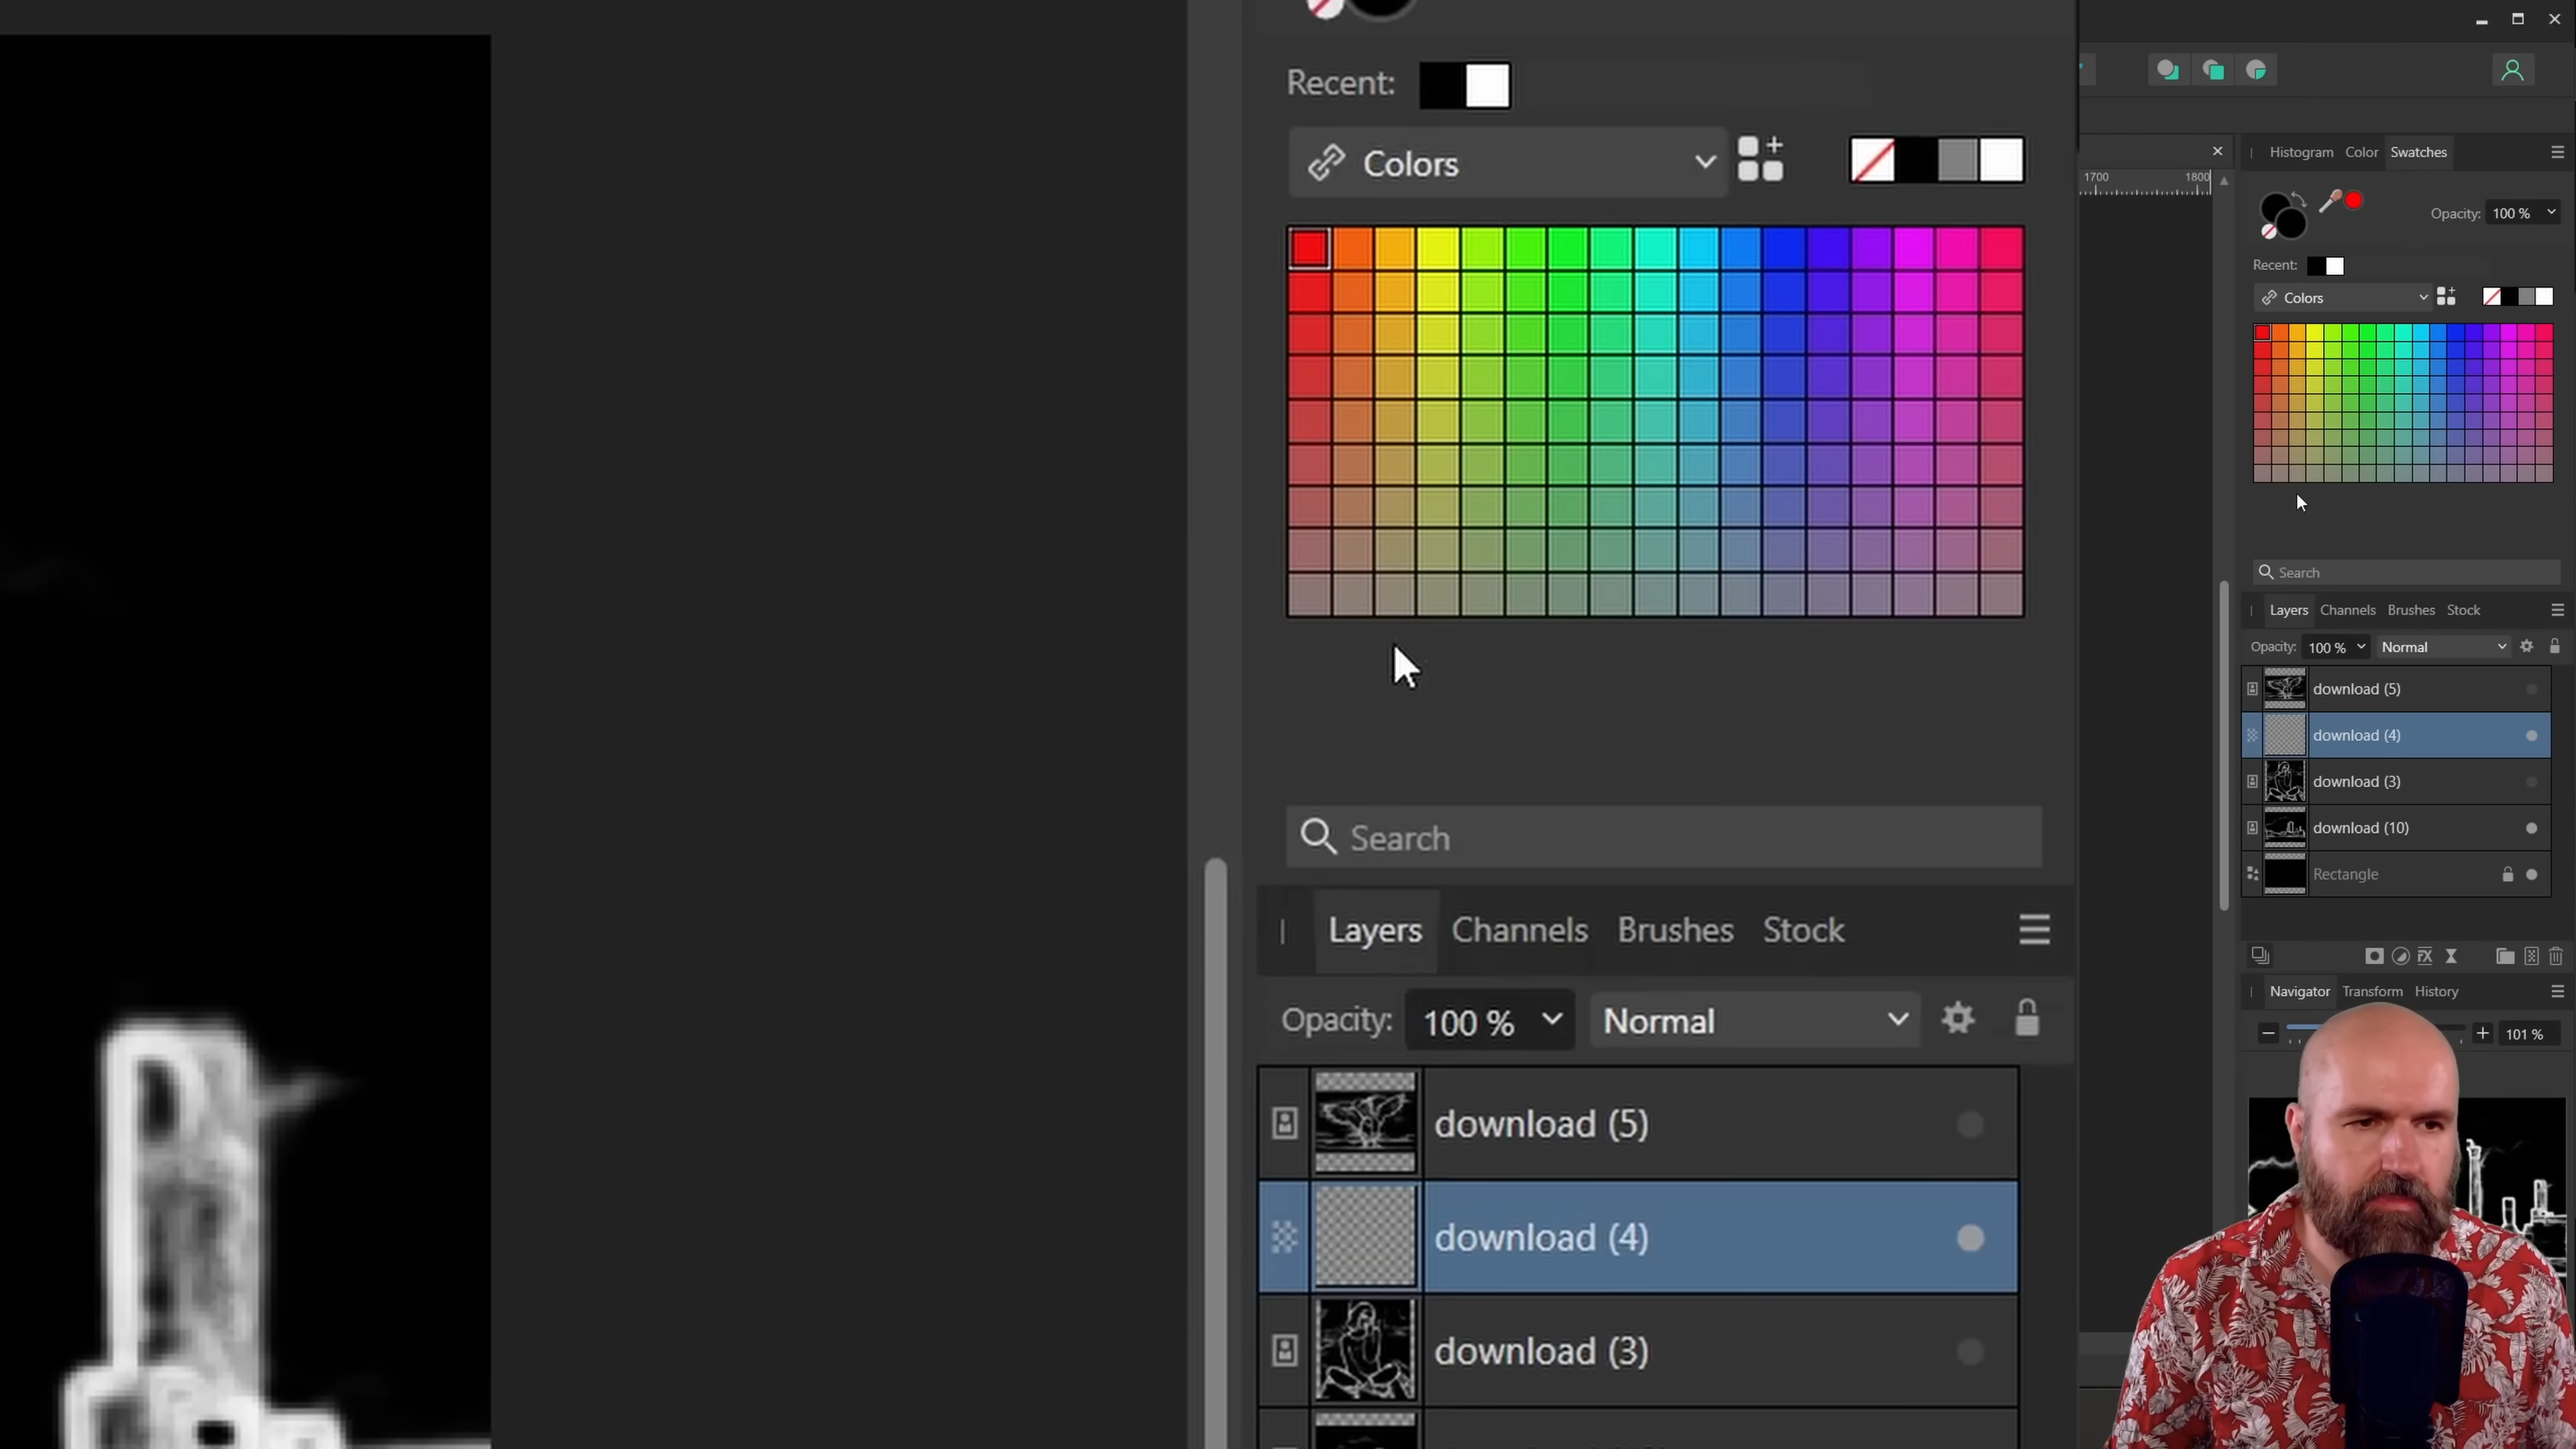 Recent:
Colors
Search
Layers Channels Brushes Stock
Opacity: 100 % Normal
download (5)
download (4)
download (3)
1700 1800
Histogram Color Swatches
Opacity: 100 %
Recent:
Colors
Search
Layers Channels Brushes Stock
Opacity: 100 % Normal
download (5)
download (4)
download (3)
download (10)
Rectangle
Navigator Transform History
101 %